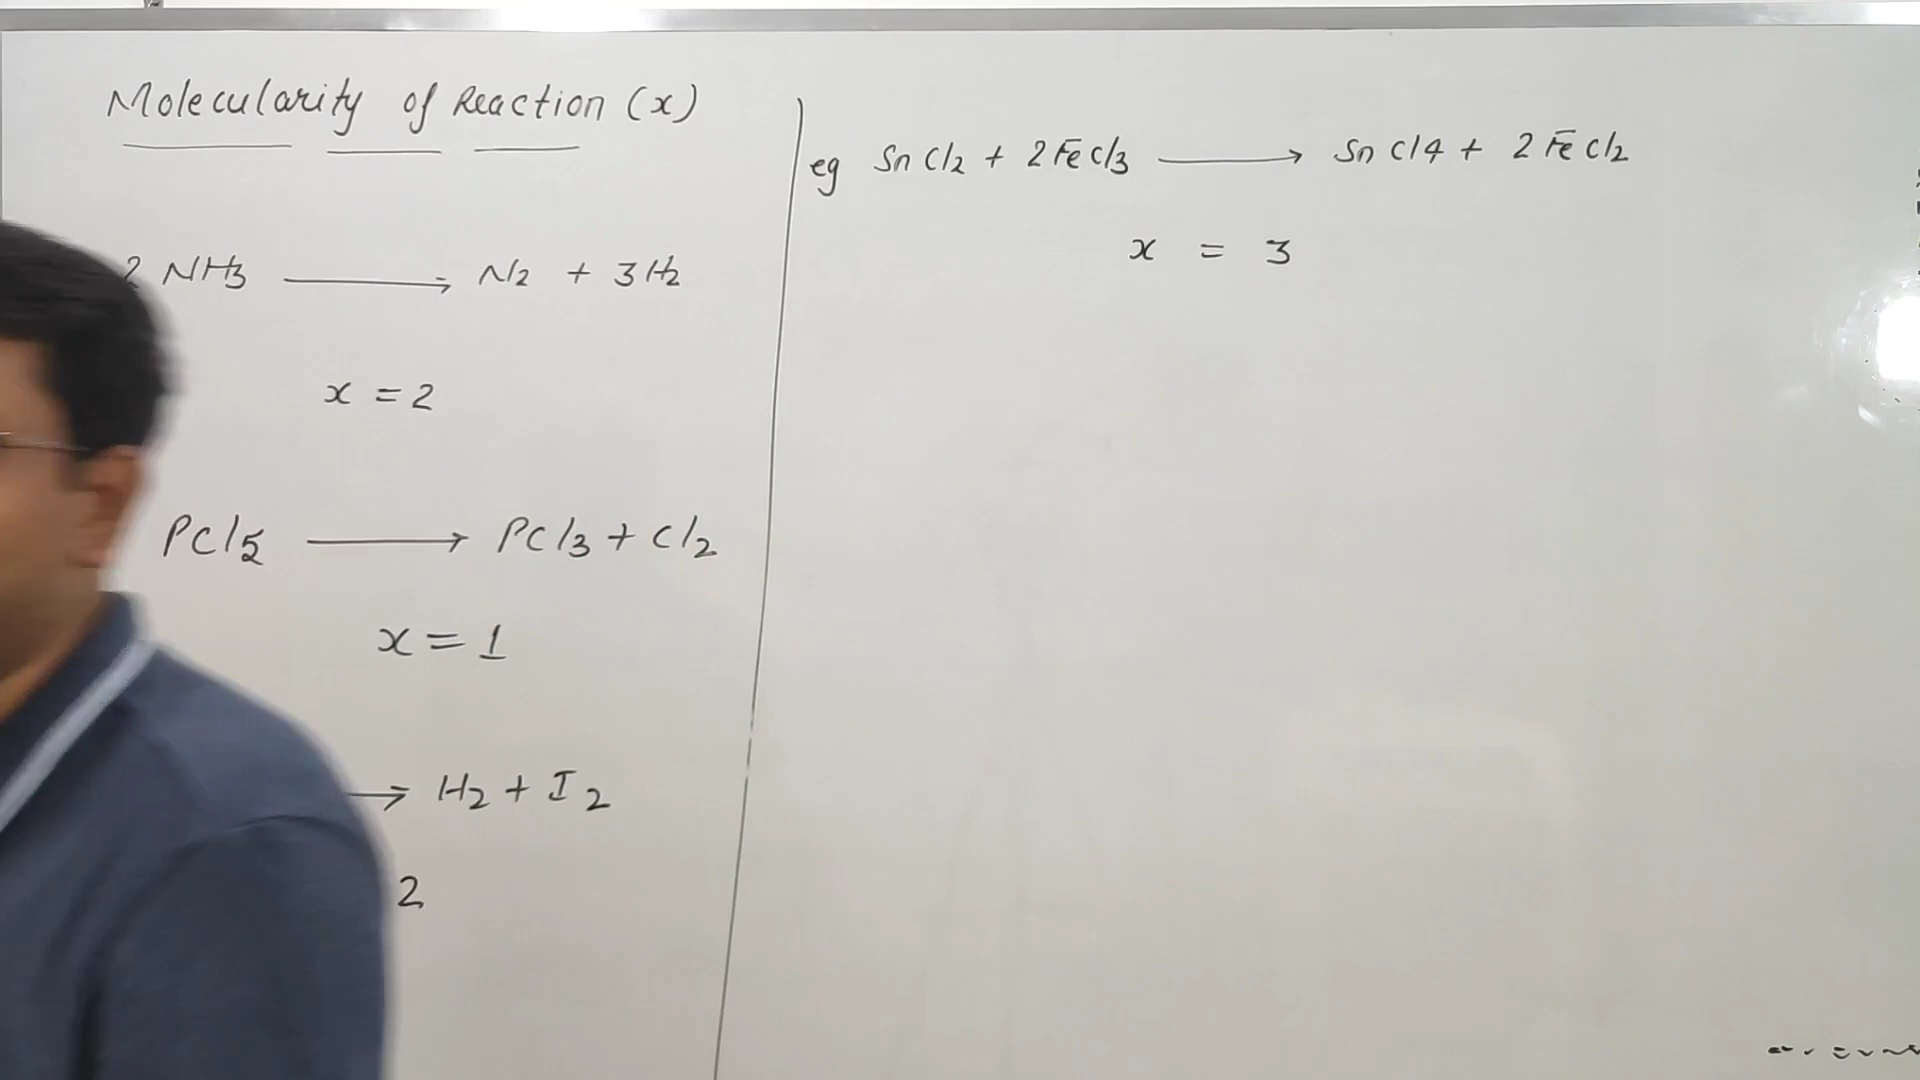 Molecularity of Reaction (x)
2 NH3 ⟶ N2 + 3H2
x = 2
PCl5 ⟶ PCl3 + Cl2
x = 1
→ H2 + I2
2
eg SnCl2 + 2FeCl3 ⟶ SnCl4 + 2FeCl2
x = 3